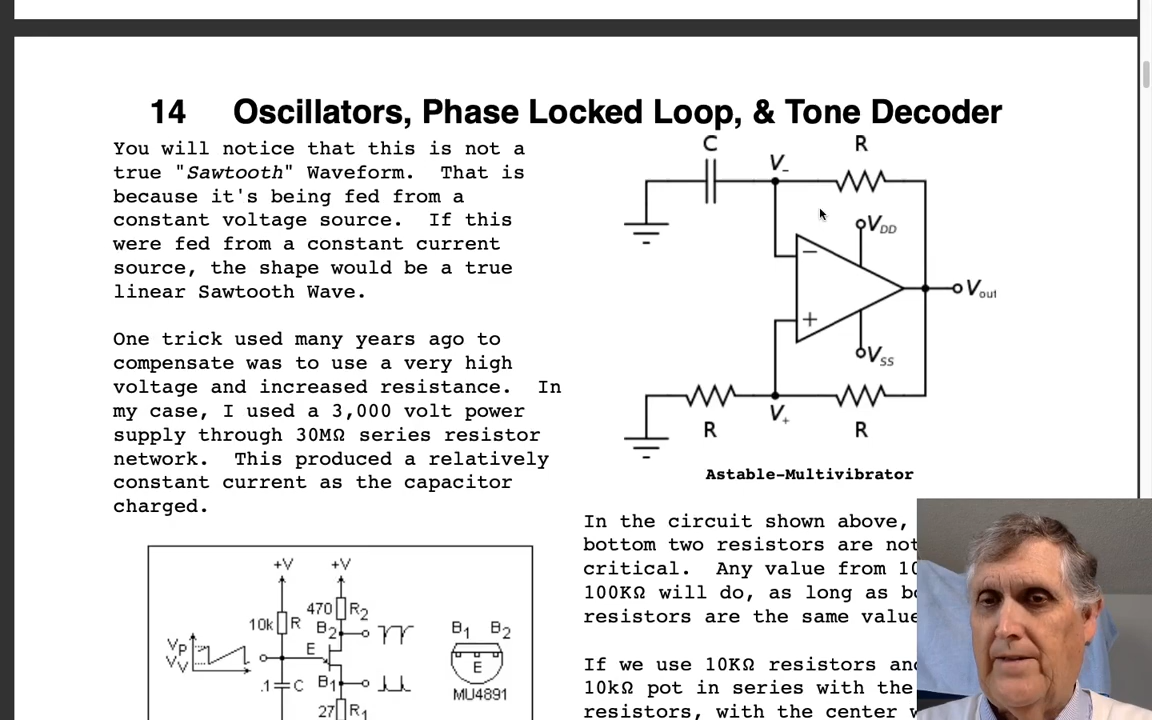 14 Oscillators, Phase Locked Loop, & Tone Decoder
You will notice that this is not a
true "Sawtooth" Waveform. That is
because it's being fed from a
constant voltage source. If this
were fed from a constant current
source, the shape would be a true
linear Sawtooth Wave.
One trick used many years ago to
compensate was to use a very high
voltage and increased resistance. In
my case, I used a 3,000 volt power
supply through 30MΩ series resistor
network. This produced a relatively
constant current as the capacitor
charged.
+V +V
470 R2
10k R B2
E
VP
VV
.1 C B1
27 R1
B1 B2
E
MU4891
C R
V-
VDD
−
Vout
+
VSS
V+
R R
Astable-Multivibrator
In the circuit shown above,
bottom two resistors are not
critical. Any value from
100KΩ will do, as long as
resistors are the same value
If we use 10KΩ resistors
10kΩ pot in series with the
resistors, with the center